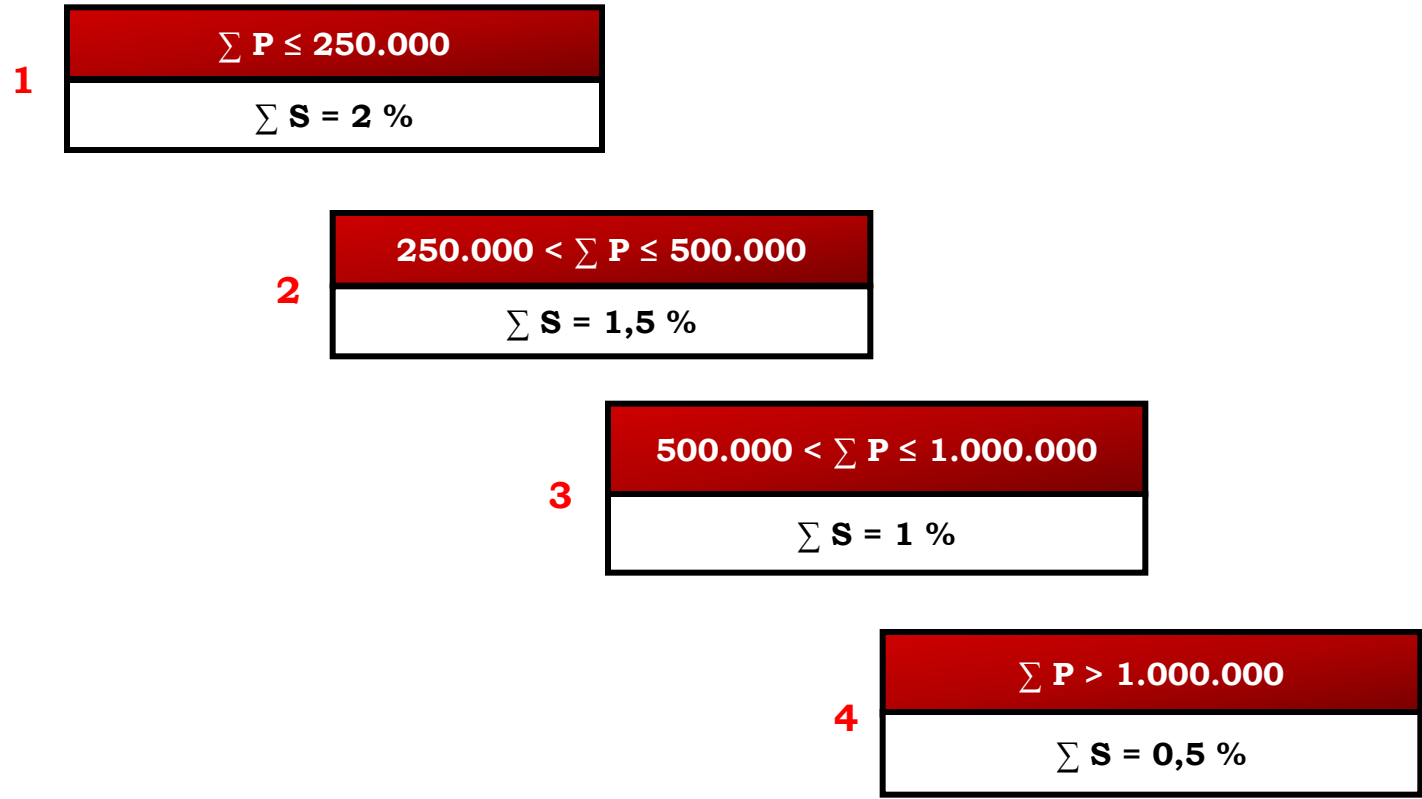 1
∑ P ≤ 250.000
∑ S = 2 %
2
250.000 < ∑ P ≤ 500.000
∑ S = 1,5 %
3
500.000 < ∑ P ≤ 1.000.000
∑ S = 1 %
4
∑ P > 1.000.000
∑ S = 0,5 %